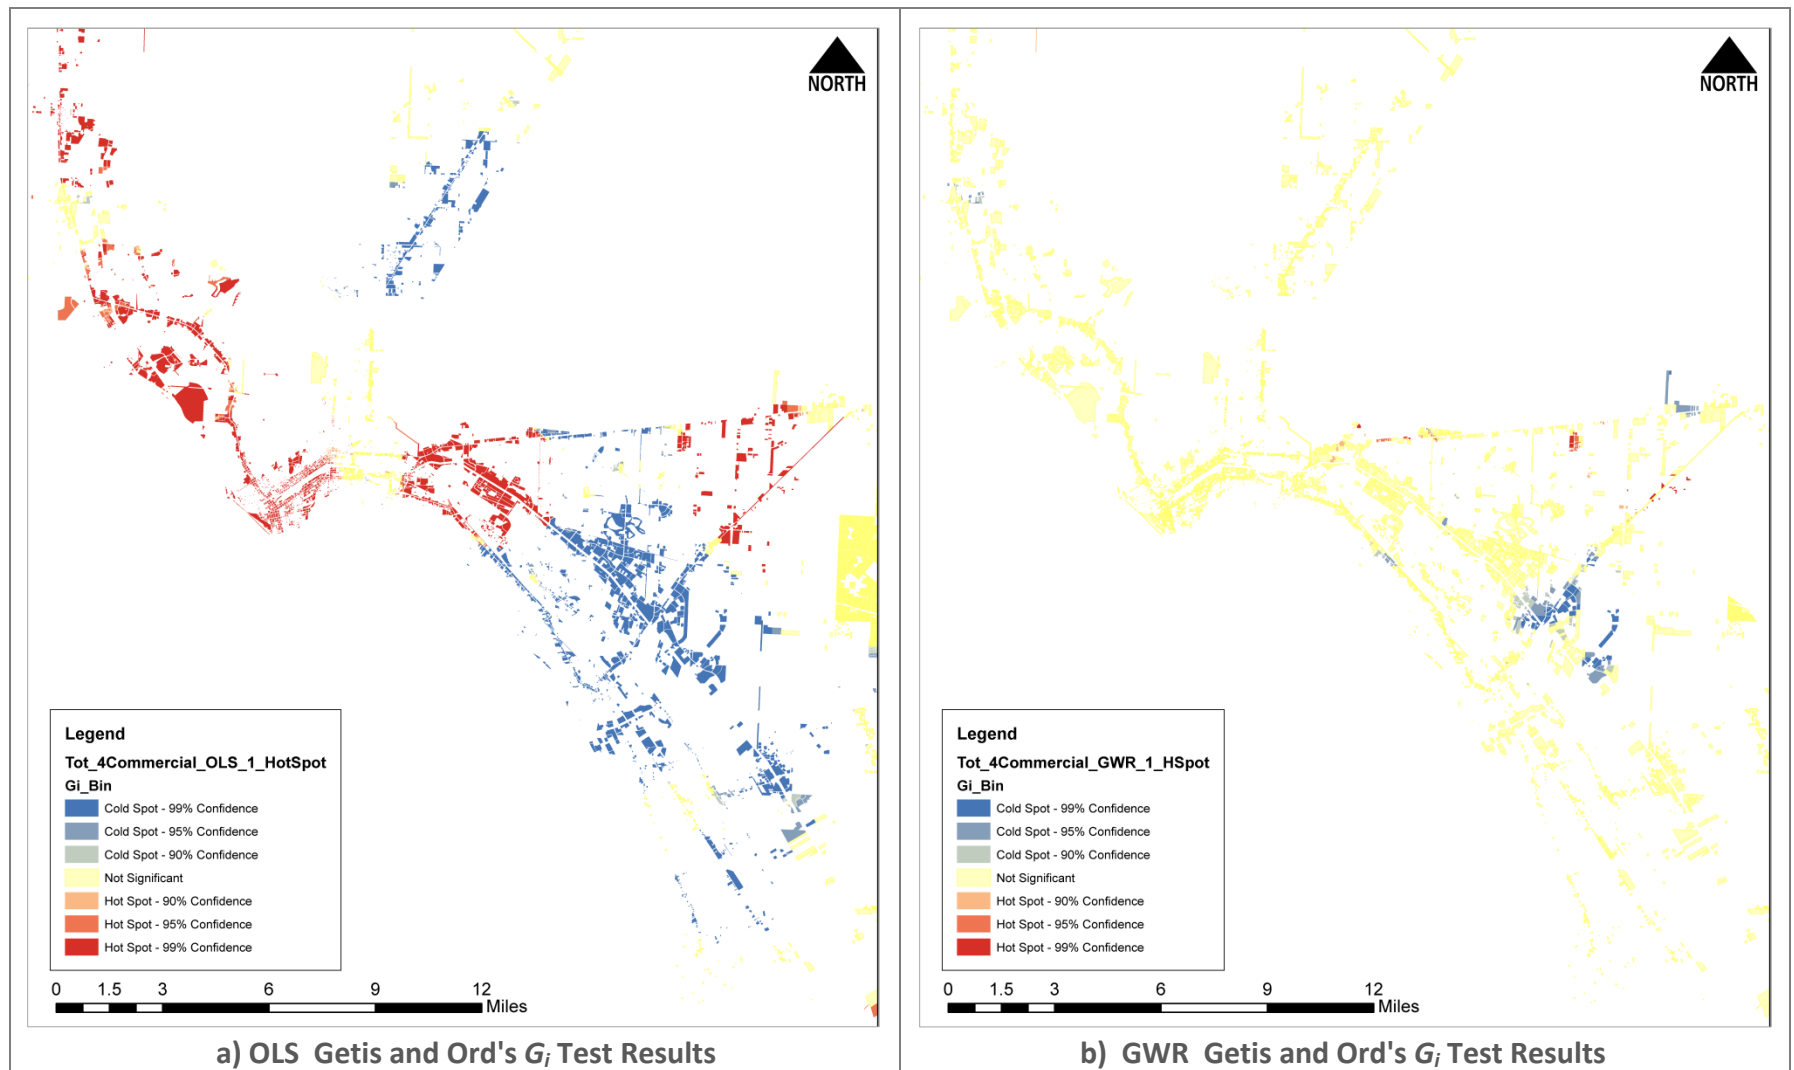 NORTH
Legend
Tot_4Commercial_OLS_1_HotSpot
Gi_Bin
Cold Spot - 99% Confidence
Cold Spot - 95% Confidence
Cold Spot - 90% Confidence
Not Significant
Hot Spot - 90% Confidence
Hot Spot - 95% Confidence
Hot Spot - 99% Confidence
0 1.5 3 6 9 12
Miles
a) OLS Getis and Ord's Gi Test Results
NORTH
Legend
Tot_4Commercial_GWR_1_HSpot
Gi_Bin
Cold Spot - 99% Confidence
Cold Spot - 95% Confidence
Cold Spot - 90% Confidence
Not Significant
Hot Spot - 90% Confidence
Hot Spot - 95% Confidence
Hot Spot - 99% Confidence
0 1.5 3 6 9 12
Miles
b) GWR Getis and Ord's Gi Test Results